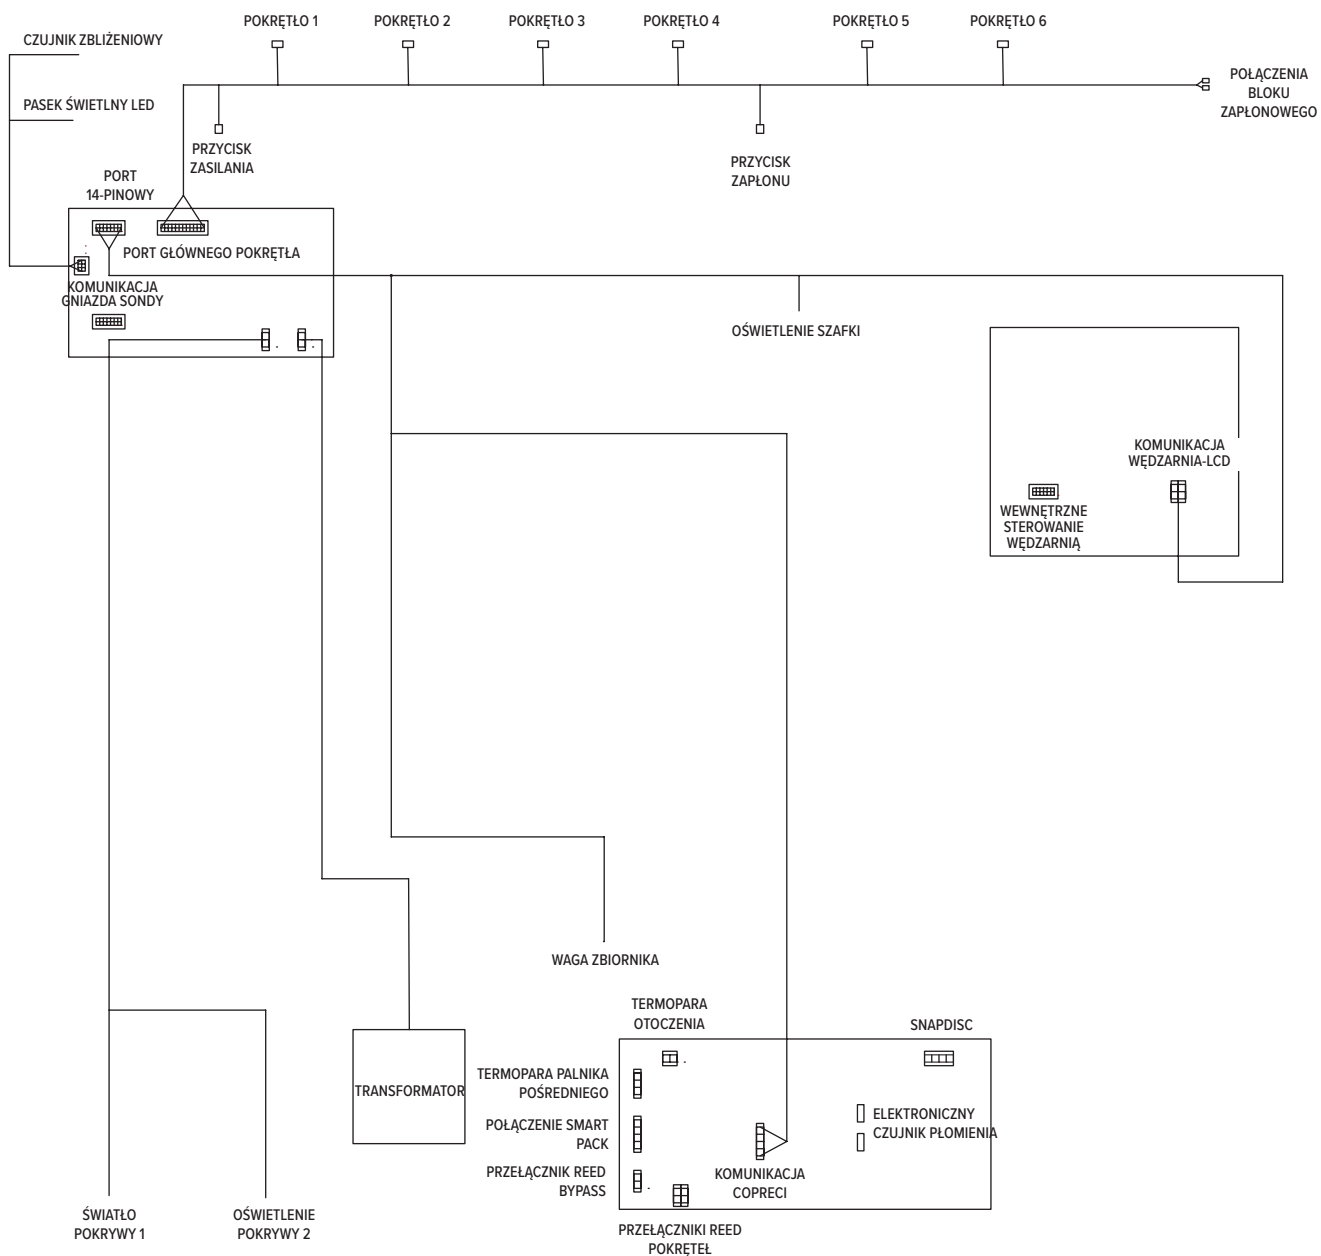 POKRĘTŁO 1
POKRĘTŁO 2
POKRĘTŁO 3
POKRĘTŁO 4
POKRĘTŁO 5
POKRĘTŁO 6
CZUJNIK ZBLIŻENIOWY
POŁĄCZENIA
BLOKU
ZAPŁONOWEGO
PASEK ŚWIETLNY LED
PRZYCISK
ZASILANIA
PRZYCISK
ZAPŁONU
PORT
14-PINOWY
PORT GŁÓWNEGO POKRĘTŁA
KOMUNIKACJA
GNIAZDA SONDY
OŚWIETLENIE SZAFKI
KOMUNIKACJA
WĘDZARNIA-LCD
WEWNĘTRZNE
STEROWANIE
WĘDZARNIĄ
WAGA ZBIORNIKA
TERMOPARA
OTOCZENIA
SNAPDISC
TRANSFORMATOR
TERMOPARA PALNIKA
POŚREDNIEGO
POŁĄCZENIE SMART
PACK
PRZEŁĄCZNIK REED
BYPASS
ELEKTRONICZNY
CZUJNIK PŁOMIENIA
KOMUNIKACJA
COPRECI
PRZEŁĄCZNIKI REED
POKRĘTEŁ
ŚWIATŁO
POKRYWY 1
OŚWIETLENIE
POKRYWY 2